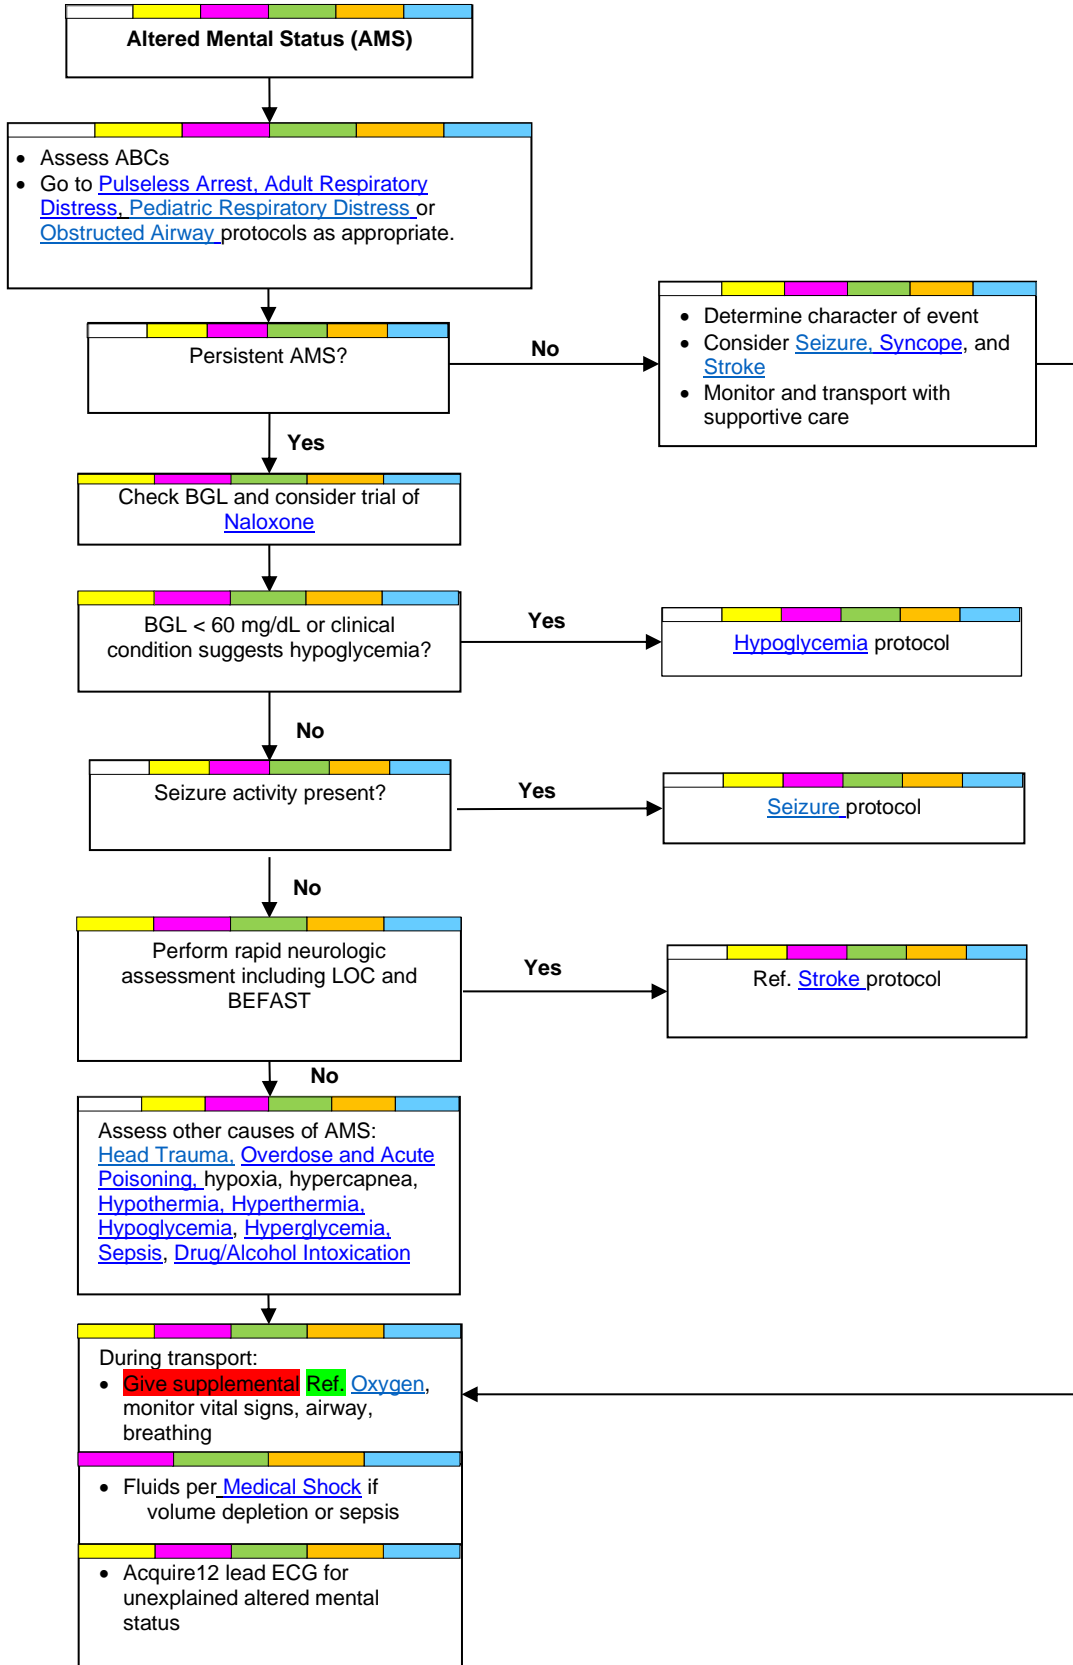 Altered Mental Status (AMS)
• Assess ABCs
• Go to Pulseless Arrest, Adult Respiratory
Distress, Pediatric Respiratory Distress or
Obstructed Airway protocols as appropriate.
Persistent AMS?
No
• Determine character of event
• Consider Seizure, Syncope, and
Stroke
• Monitor and transport with
supportive care
Yes
Check BGL and consider trial of
Naloxone
BGL < 60 mg/dL or clinical
condition suggests hypoglycemia?
Yes
Hypoglycemia protocol
No
Seizure activity present?
Yes
Seizure protocol
No
Perform rapid neurologic
assessment including LOC and
BEFAST
Yes
Ref. Stroke protocol
No
Assess other causes of AMS:
Head Trauma, Overdose and Acute
Poisoning, hypoxia, hypercapnea,
Hypothermia, Hyperthermia,
Hypoglycemia, Hyperglycemia,
Sepsis, Drug/Alcohol Intoxication
During transport:
• Give supplemental Ref. Oxygen,
monitor vital signs, airway,
breathing
• Fluids per Medical Shock if
volume depletion or sepsis
• Acquire12 lead ECG for
unexplained altered mental
status